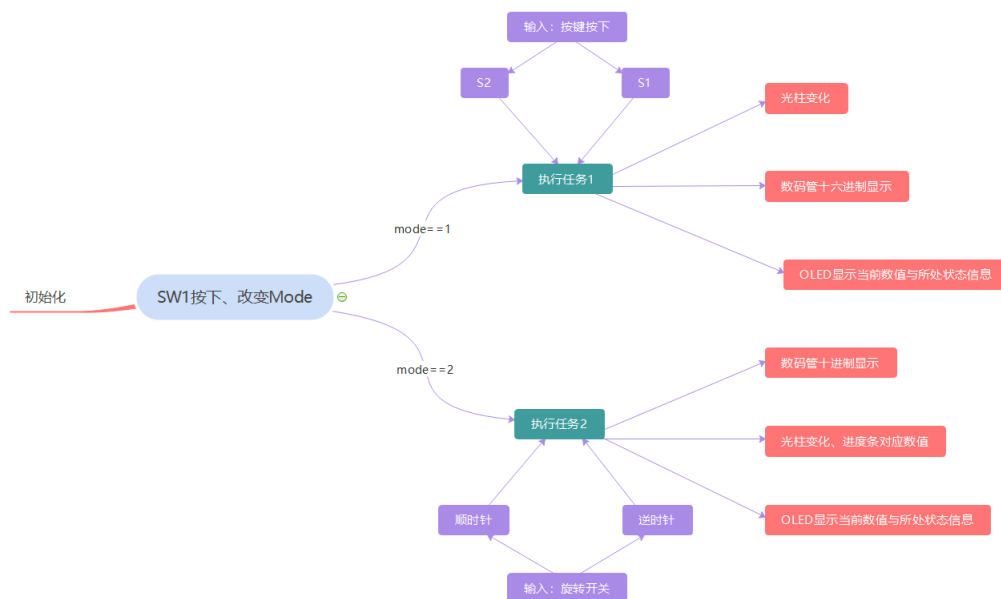 输入：按键按下
S2
S1
光柱变化
执行任务1
数码管十六进制显示
mode==1
OLED显示当前数值与所处状态信息
初始化
SW1按下、改变Mode
mode==2
数码管十进制显示
执行任务2
光柱变化、进度条对应数值
顺时针
逆时针
OLED显示当前数值与所处状态信息
输入：旋转开关